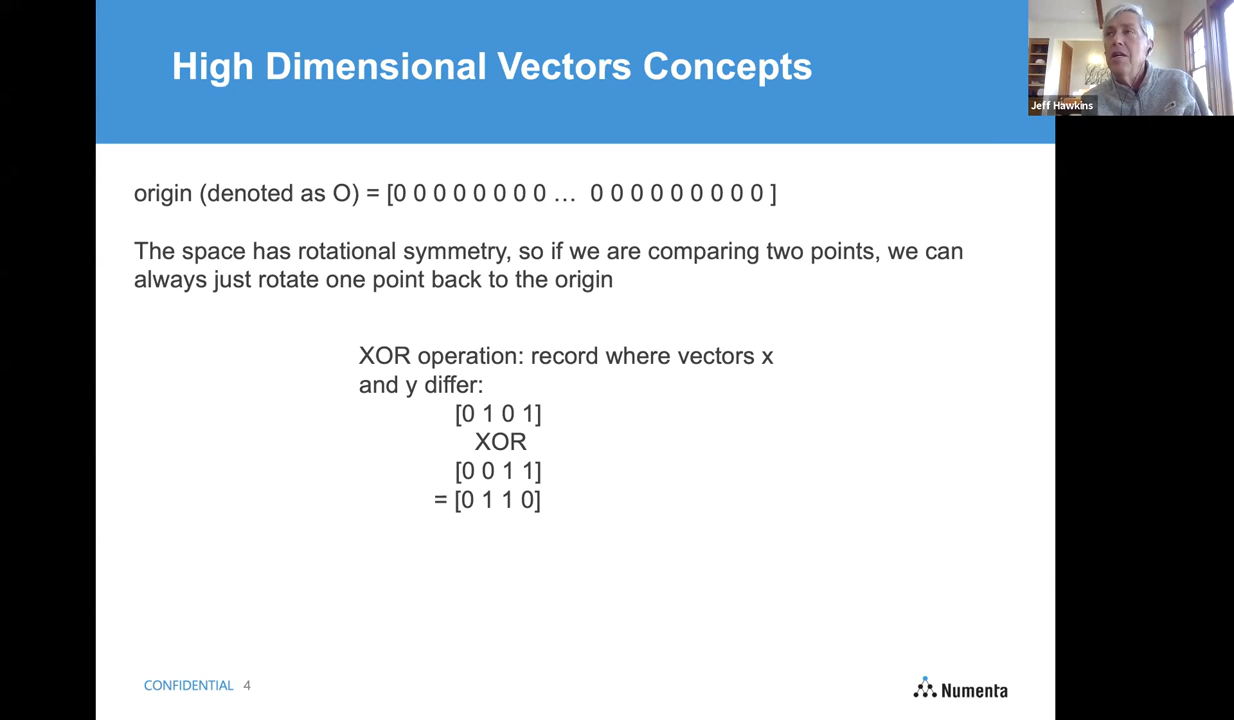 High Dimensional Vectors Concepts
Jeff Hawkins
origin (denoted as O) = [0 0 0 0 0 0 0 0 … 0 0 0 0 0 0 0 0 0 ]
The space has rotational symmetry, so if we are comparing two points, we can
always just rotate one point back to the origin
XOR operation: record where vectors x
and y differ:
[0 1 0 1]
XOR
[0 0 1 1]
= [0 1 1 0]
CONFIDENTIAL 4
Numenta